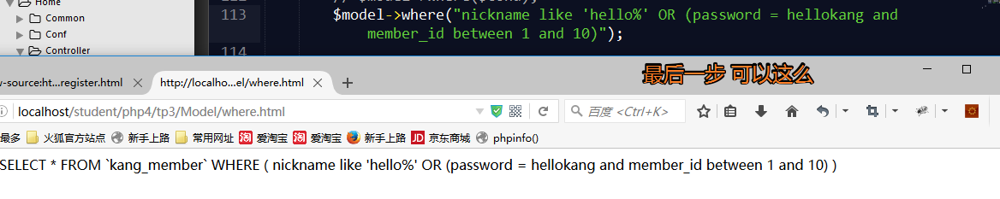 Home
Common
Conf
Controller
113 $model->where("nickname like 'hello%' OR (password = hellokang and
member_id between 1 and 10)");
114
最后一步 可以这么
w-source:ht...register.html
http://localho...el/where.html
localhost/student/php4/tp3/Model/where.html
百度 <Ctrl+K>
最多 火狐官方站点 新手上路 常用网址 爱淘宝 爱淘宝 新手上路 京东商城 phpinfo()
SELECT * FROM `kang_member` WHERE ( nickname like 'hello%' OR (password = hellokang and member_id between 1 and 10) )